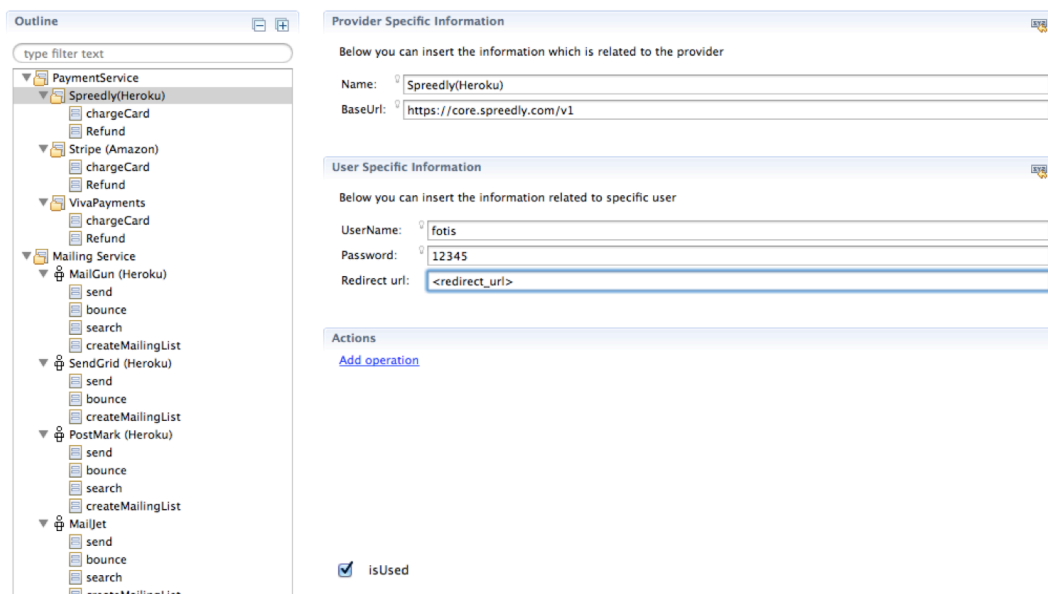 Outline
type filter text
PaymentService
Spreedly(Heroku)
chargeCard
Refund
Stripe (Amazon)
chargeCard
Refund
VivaPayments
chargeCard
Refund
Mailing Service
MailGun (Heroku)
send
bounce
search
createMailingList
SendGrid (Heroku)
send
bounce
createMailingList
PostMark (Heroku)
send
bounce
search
createMailingList
MailJet
send
bounce
search
createMailingList
Provider Specific Information
Below you can insert the information which is related to the provider
Name: Spreedly(Heroku)
BaseUrl: https://core.spreedly.com/v1
User Specific Information
Below you can insert the information related to specific user
UserName: fotis
Password: 12345
Redirect url: <redirect_url>
Actions
Add operation
isUsed